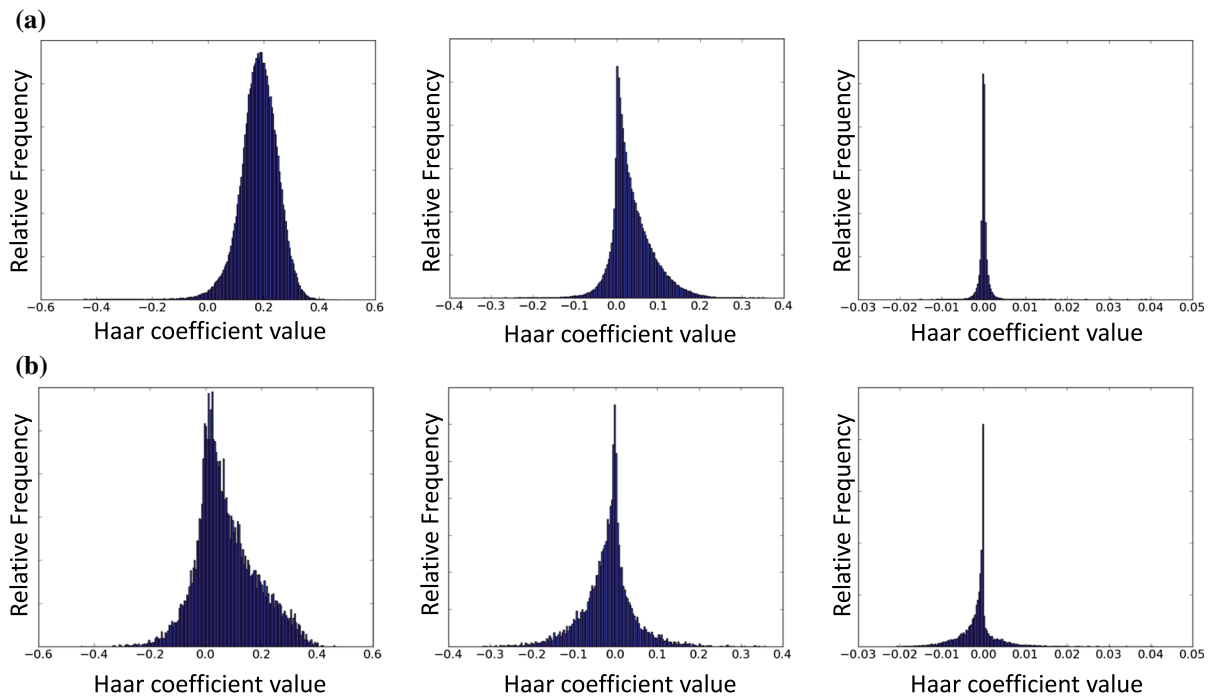 (a)
Relative Frequency
−0.6 −0.4 −0.2 0.0 0.2 0.4 0.6
Haar coefficient value
Relative Frequency
−0.4 −0.3 −0.2 −0.1 0.0 0.1 0.2 0.3 0.4
Haar coefficient value
Relative Frequency
−0.03 −0.02 −0.01 0.00 0.01 0.02 0.03 0.04 0.05
Haar coefficient value
(b)
Relative Frequency
−0.6 −0.4 −0.2 0.0 0.2 0.4 0.6
Haar coefficient value
Relative Frequency
−0.4 −0.3 −0.2 −0.1 0.0 0.1 0.2 0.3 0.4
Haar coefficient value
Relative Frequency
−0.03 −0.02 −0.01 0.00 0.01 0.02 0.03 0.04 0.05
Haar coefficient value